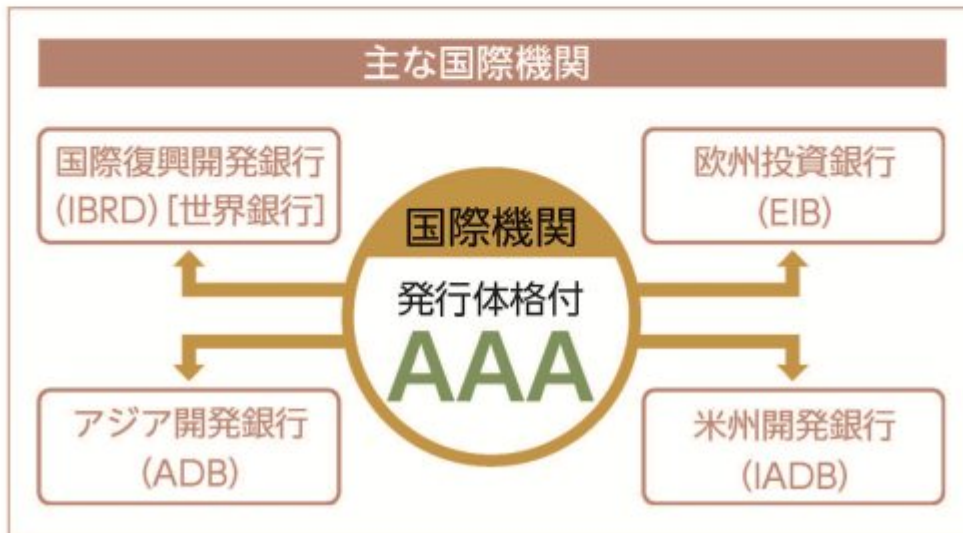 主な国際機関
国際復興開発銀行
(IBRD)[世界銀行]
欧州投資銀行
(EIB)
国際機関
発行体格付
AAA
アジア開発銀行
(ADB)
米州開発銀行
(IADB)